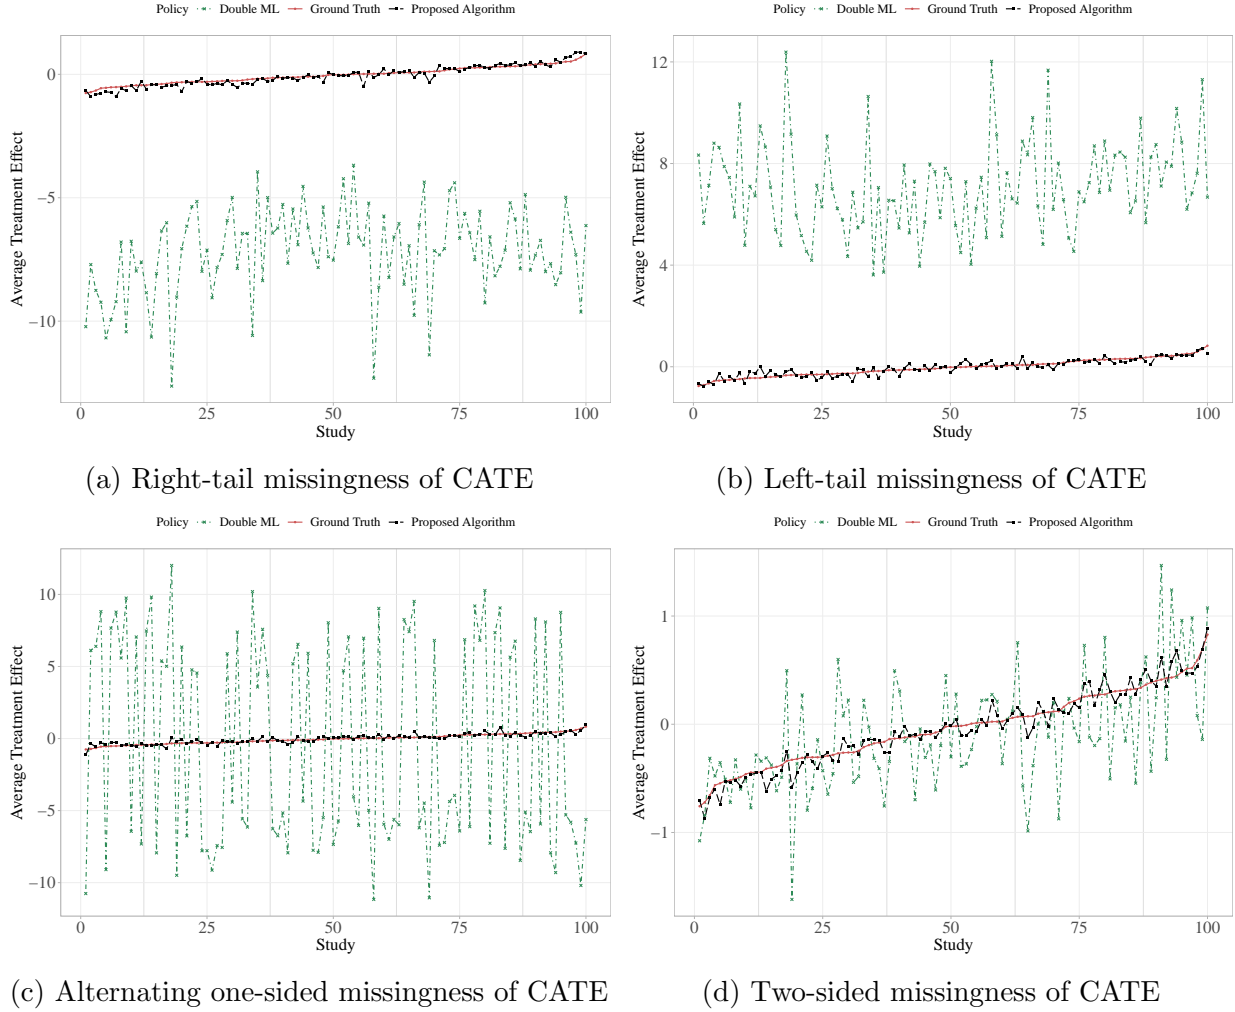 Policy Double ML Ground Truth Proposed Algorithm
Average Treatment Effect
0
−5
−10
0 25 50 75 100
Study
(a) Right-tail missingness of CATE
Policy Double ML Ground Truth Proposed Algorithm
Average Treatment Effect
12
8
4
0
0 25 50 75 100
Study
(b) Left-tail missingness of CATE
Policy Double ML Ground Truth Proposed Algorithm
Average Treatment Effect
10
5
0
−5
−10
0 25 50 75 100
Study
(c) Alternating one-sided missingness of CATE
Policy Double ML Ground Truth Proposed Algorithm
Average Treatment Effect
1
0
−1
0 25 50 75 100
Study
(d) Two-sided missingness of CATE